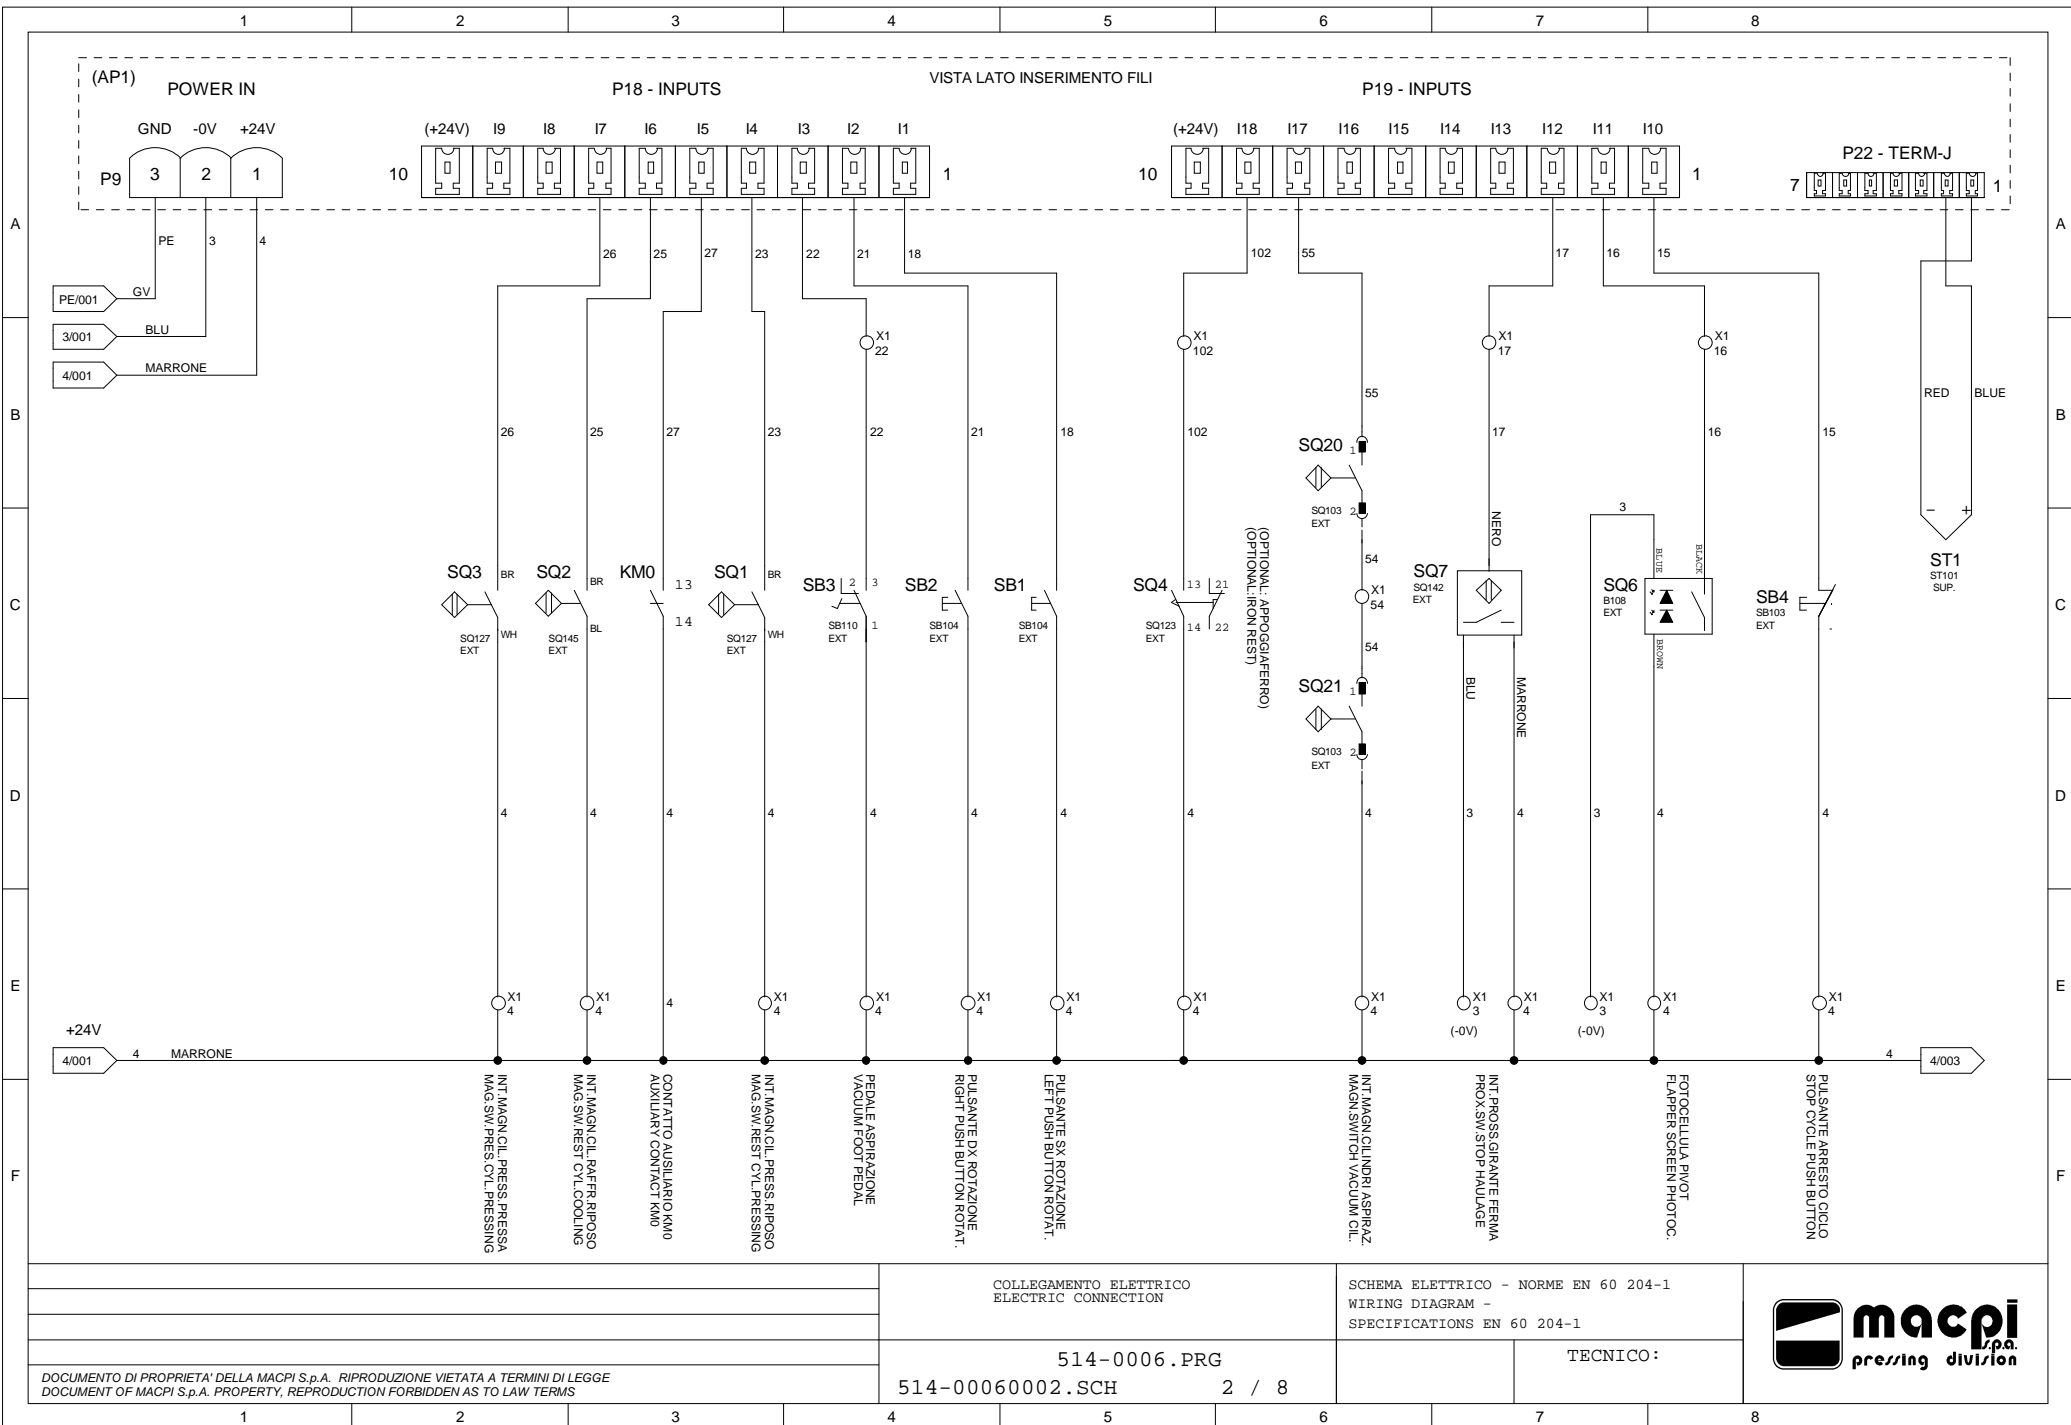 1 2 3 4 5 6 7 8
(AP1)
POWER IN
P18 - INPUTS
VISTA LATO INSERIMENTO FILI
P19 - INPUTS
GND -0V +24V
(+24V) I9 I8 I7 I6 I5 I4 I3 I2 I1
(+24V) I18 I17 I16 I15 I14 I13 I12 I11 I10
P22 - TERM-J
P9 3 2 1
10 1
10 1
7 1
A A
PE 3 4
26 25 27 23 22 21 18
102 55 17 16 15
PE/001 GV
3/001 BLU
4/001 MARRONE
X1 22
X1 102
X1 17
X1 16
B B
55
RED BLUE
26 25 27 23 22 21 18 102 17 16 15
SQ20 1
SQ103 2
EXT
3
NERO
BLUE BLACK
- +
ST1
ST101
SUP.
54
C C
SQ3 BR
SQ127 WH
EXT
SQ2 BR
SQ145 BL
EXT
KM0 13
14
SQ1 BR
SQ127 WH
EXT
SB3 2 3
SB110 1
EXT
SB2
SB104
EXT
SB1
SB104
EXT
SQ4 13 21
SQ123 14 22
EXT
(OPTIONAL: APPOGGIAFERRO)
(OPTIONAL:IRON REST)
X1 54
54
SQ7
SQ142
EXT
SQ6
B108
EXT
BROWN
SB4
SB103
EXT
SQ21 1
SQ103 2
EXT
BLU MARRONE
D D
4 4 4 4 4 4 4 4 4 3 4 3 4 4
E E
X1 4
X1 4
4
X1 4
X1 4
X1 4
X1 4
X1 4
X1 4
X1 3
(-0V)
X1 4
X1 3
(-0V)
X1 4
X1 4
+24V
4/001 4 MARRONE
4 4/003
F F
INT.MAGN.CIL.PRESS.PRESSA
MAG.SW.PRES.CYL.PRESSING
INT.MAGN.CIL.RAFFR.RIPOSO
MAG.SW.REST CYL.COOLING
CONTATTO AUSILIARIO KM0
AUXILIARY CONTACT KM0
INT.MAGN.CIL.PRESS.RIPOSO
MAG.SW.REST CYL.PRESSING
PEDALE ASPIRAZIONE
VACUUM FOOT PEDAL
PULSANTE DX ROTAZIONE
RIGHT PUSH BUTTON ROTAT.
PULSANTE SX ROTAZIONE
LEFT PUSH BUTTON ROTAT.
INT.MAGN.CILINDRI ASPIRAZ.
MAGN.SWITCH VACUUM CIL.
INT.PROSS.GIRANTE FERMA
PROX.SW.STOP HAULAGE
FOTOCELLULA PIVOT
FLAPPER SCREEN PHOTOC.
PULSANTE ARRESTO CICLO
STOP CYCLE PUSH BUTTON
COLLEGAMENTO ELETTRICO
ELECTRIC CONNECTION
SCHEMA ELETTRICO - NORME EN 60 204-1
WIRING DIAGRAM -
SPECIFICATIONS EN 60 204-1
514-0006.PRG
514-00060002.SCH 2 / 8
TECNICO:
macpi
s.p.a.
pressing division
DOCUMENTO DI PROPRIETA' DELLA MACPI S.p.A. RIPRODUZIONE VIETATA A TERMINI DI LEGGE
DOCUMENT OF MACPI S.p.A. PROPERTY, REPRODUCTION FORBIDDEN AS TO LAW TERMS
1 2 3 4 5 6 7 8